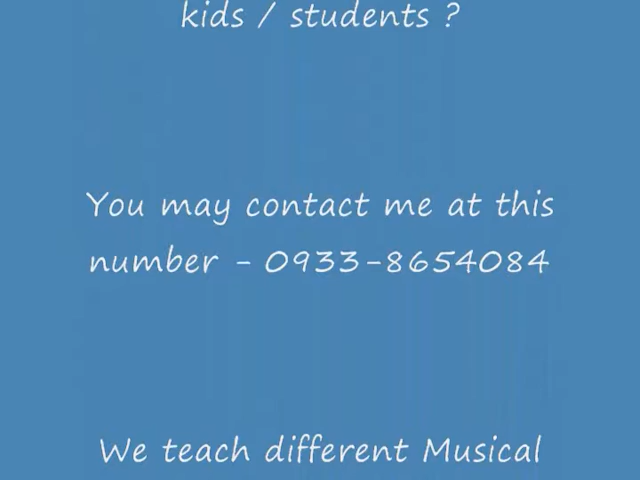 kids / students ?
You may contact me at this
number - 0933-8654084
We teach different Musical